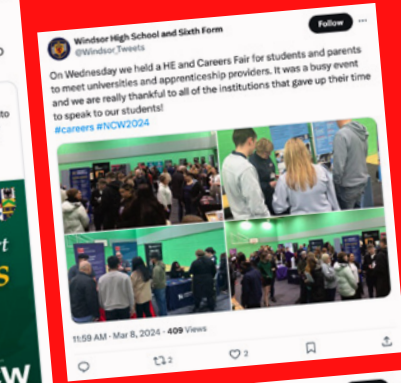 Windsor High School and Sixth Form
@Windsor_Tweets
Follow
On Wednesday we held a HE and Careers Fair for students and parents
to meet universities and apprenticeship providers. It was a busy event
and we are really thankful to all of the institutions that gave up their time
to speak to our students!
#careers #NCW2024
11:59 AM · Mar 8, 2024 · 409 Views
2
2
to
W